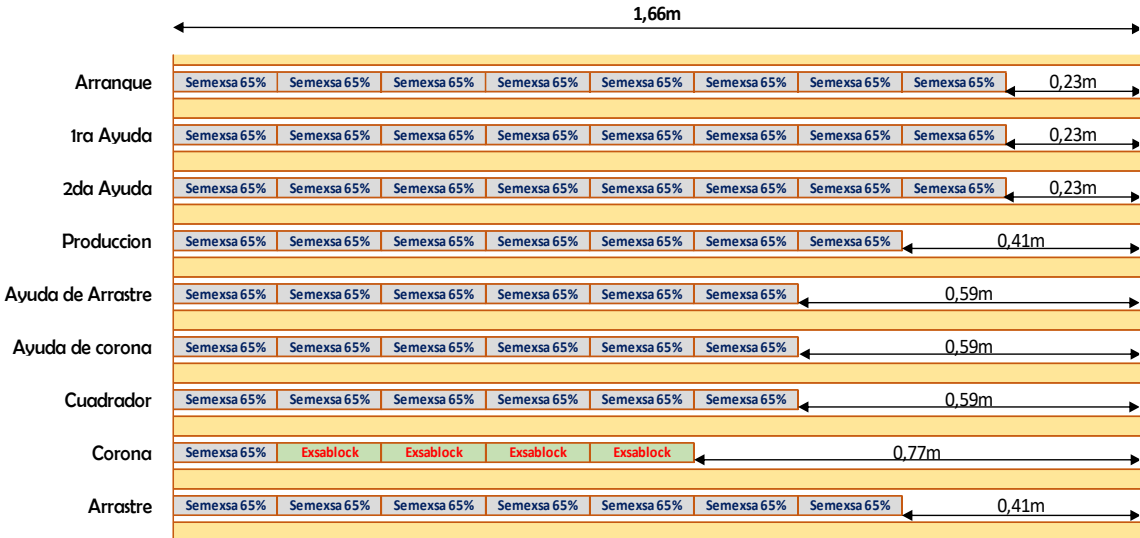 1,66m
Arranque Semexsa 65% Semexsa 65% Semexsa 65% Semexsa 65% Semexsa 65% Semexsa 65% Semexsa 65% Semexsa 65% 0,23m
1ra Ayuda Semexsa 65% Semexsa 65% Semexsa 65% Semexsa 65% Semexsa 65% Semexsa 65% Semexsa 65% Semexsa 65% 0,23m
2da Ayuda Semexsa 65% Semexsa 65% Semexsa 65% Semexsa 65% Semexsa 65% Semexsa 65% Semexsa 65% Semexsa 65% 0,23m
Produccion Semexsa 65% Semexsa 65% Semexsa 65% Semexsa 65% Semexsa 65% Semexsa 65% Semexsa 65% 0,41m
Ayuda de Arrastre Semexsa 65% Semexsa 65% Semexsa 65% Semexsa 65% Semexsa 65% Semexsa 65% 0,59m
Ayuda de corona Semexsa 65% Semexsa 65% Semexsa 65% Semexsa 65% Semexsa 65% Semexsa 65% 0,59m
Cuadrador Semexsa 65% Semexsa 65% Semexsa 65% Semexsa 65% Semexsa 65% Semexsa 65% 0,59m
Corona Semexsa 65% Exsablock Exsablock Exsablock Exsablock 0,77m
Arrastre Semexsa 65% Semexsa 65% Semexsa 65% Semexsa 65% Semexsa 65% Semexsa 65% Semexsa 65% 0,41m